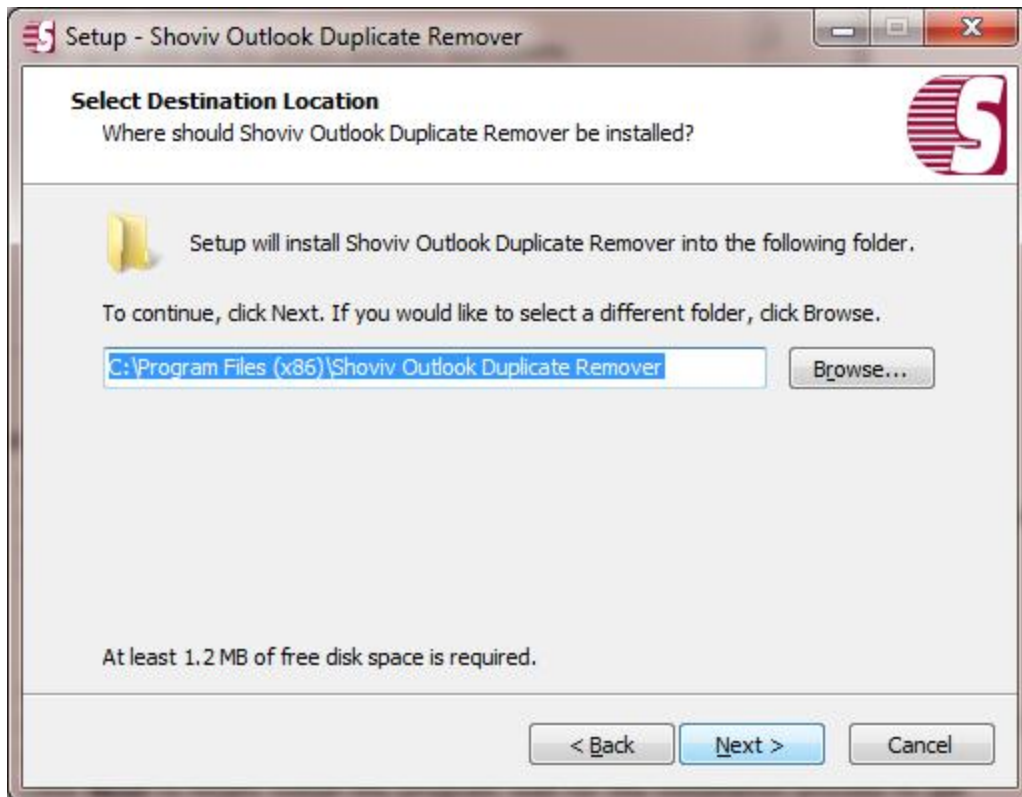 Setup - Shoviv Outlook Duplicate Remover
Select Destination Location
Where should Shoviv Outlook Duplicate Remover be installed?
S
Setup will install Shoviv Outlook Duplicate Remover into the following folder.
To continue, click Next. If you would like to select a different folder, click Browse.
C:\Program Files (x86)\Shoviv Outlook Duplicate Remover
Browse...
At least 1.2 MB of free disk space is required.
< Back
Next >
Cancel